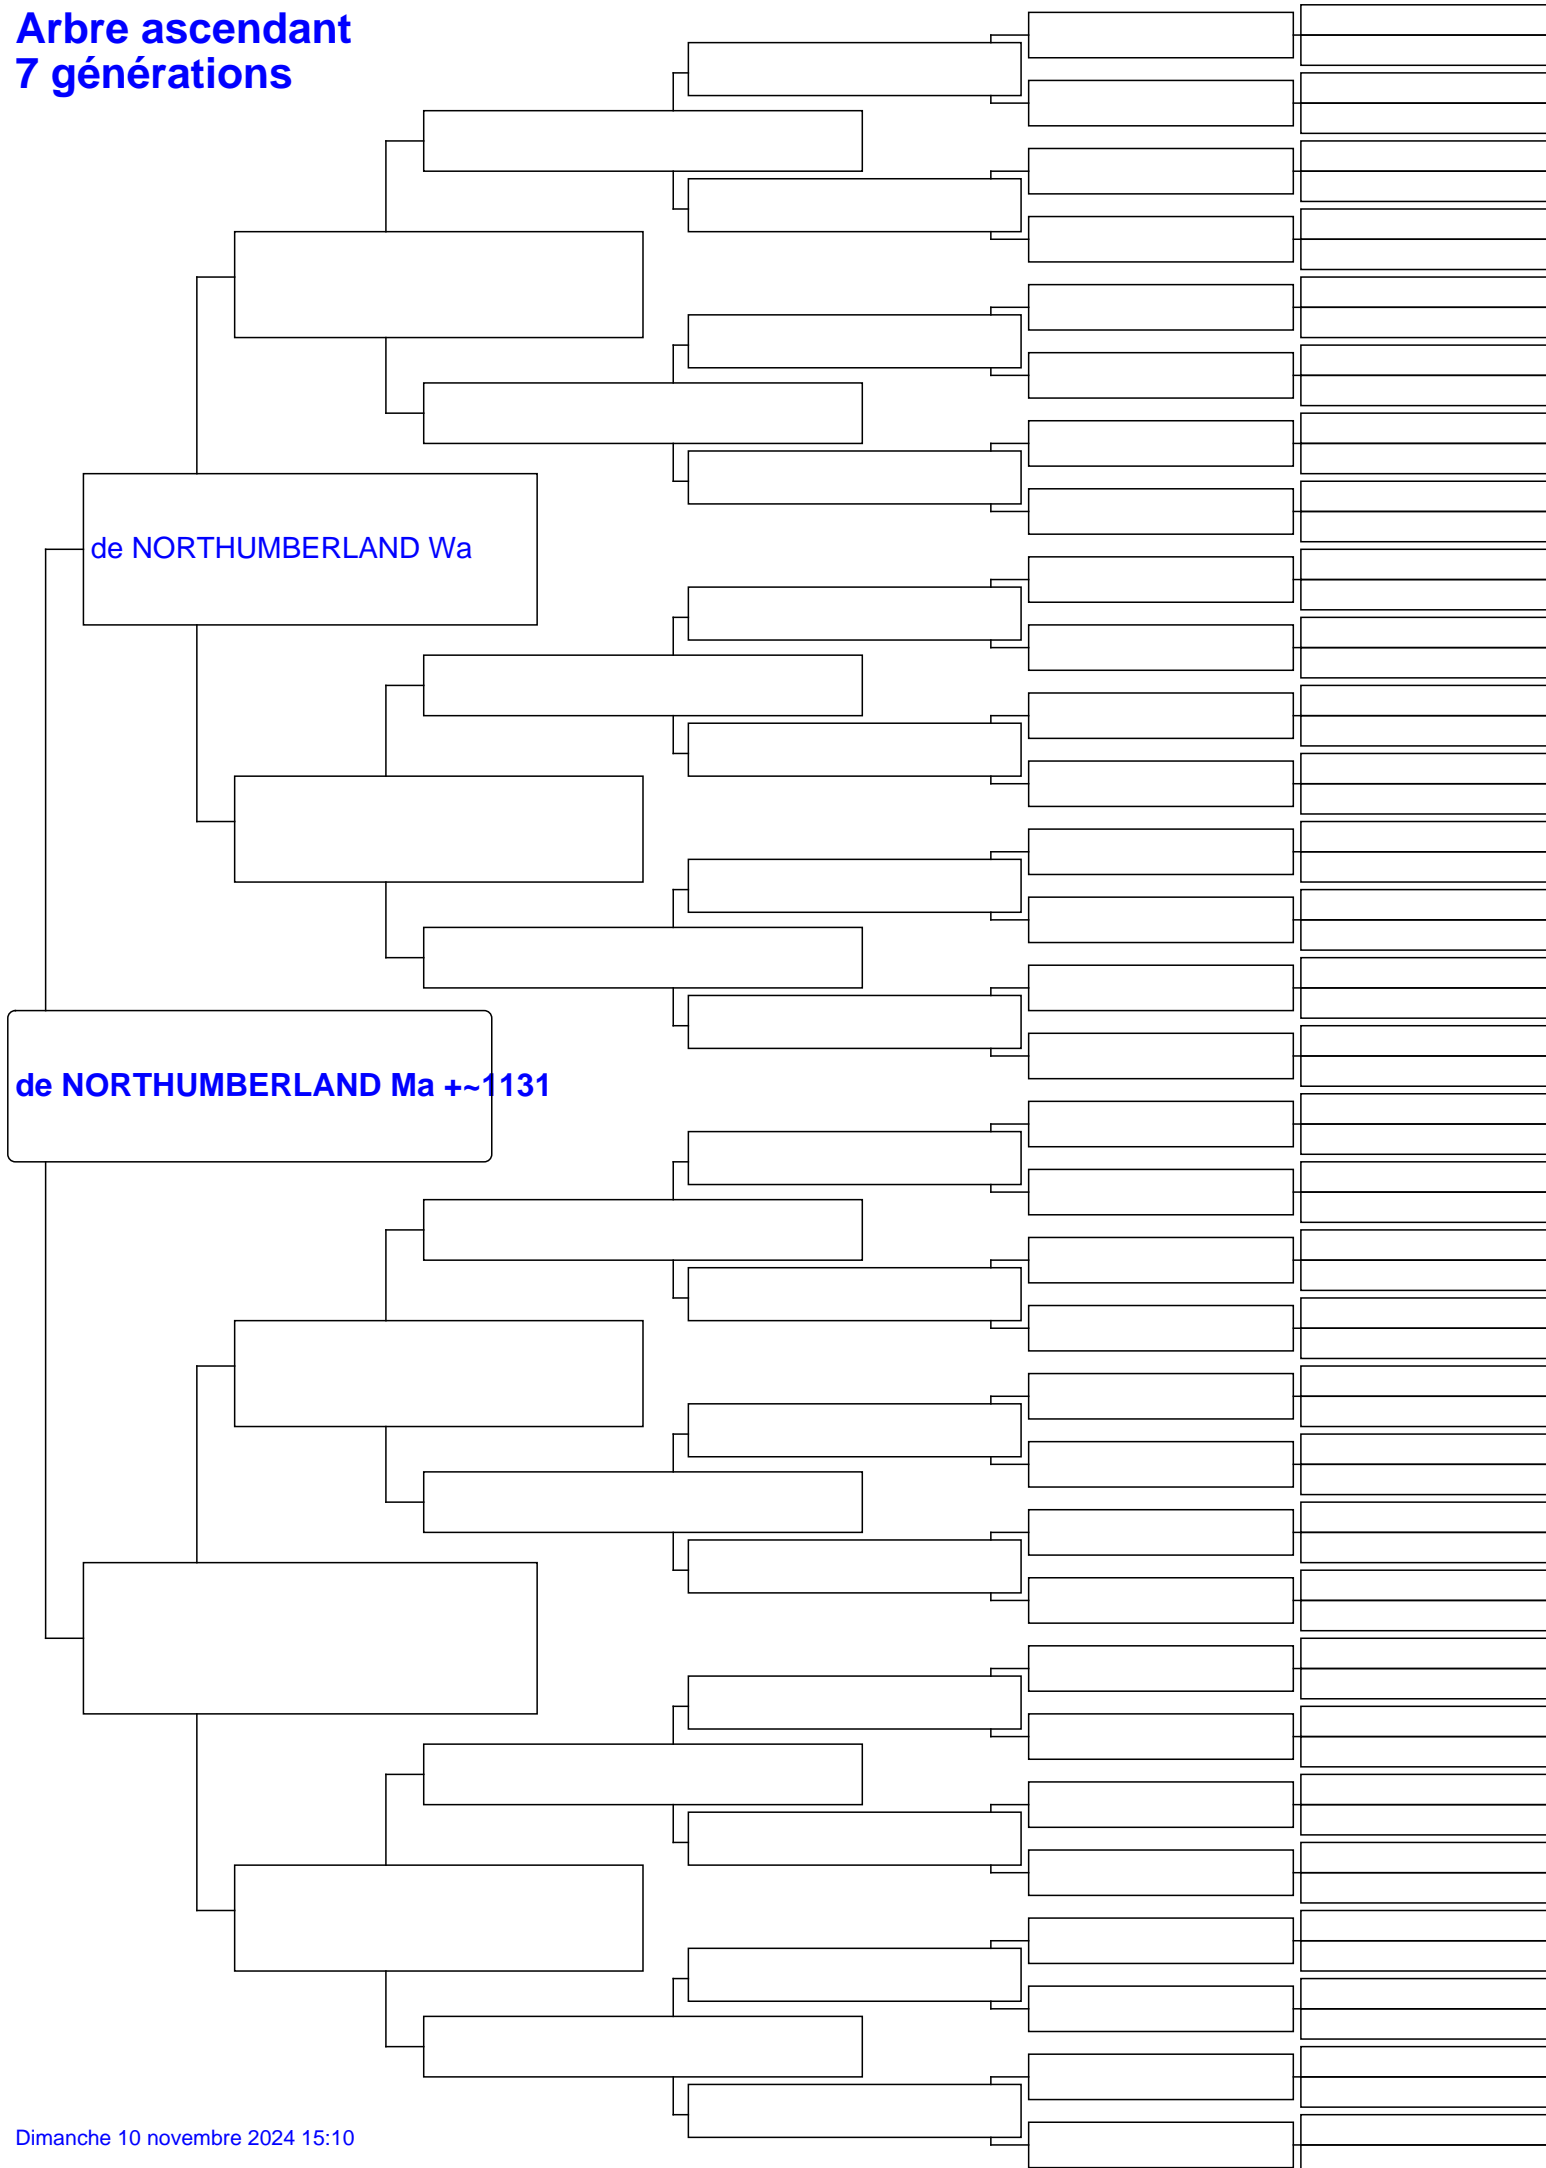 Arbre ascendant
7 générations
de NORTHUMBERLAND Wa
de NORTHUMBERLAND Ma +~1131
Dimanche 10 novembre 2024 15:10